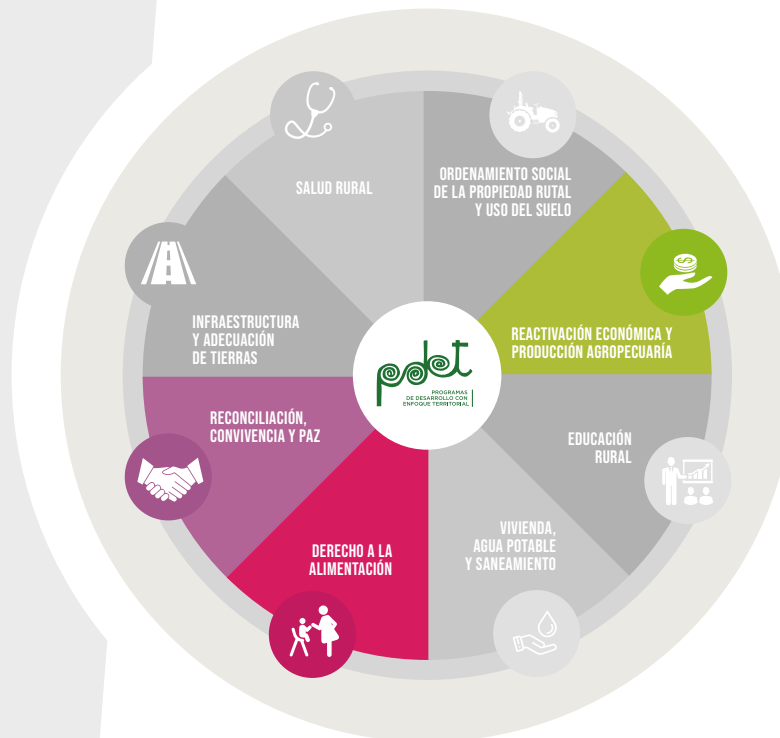 SALUD RURAL
ORDENAMIENTO SOCIAL
DE LA PROPIEDAD RUTAL
Y USO DEL SUELO
REACTIVACIÓN ECONÓMICA Y
PRODUCCIÓN AGROPECUARÍA
EDUCACIÓN
RURAL
VIVIENDA,
AGUA POTABLE
Y SANEAMIENTO
DERECHO A LA
ALIMENTACIÓN
RECONCILIACIÓN,
CONVIVENCIA Y PAZ
INFRAESTRUCTURA
Y ADECUACIÓN
DE TIERRAS
pdet
PROGRAMAS
DE DESARROLLO CON
ENFOQUE TERRITORIAL
$